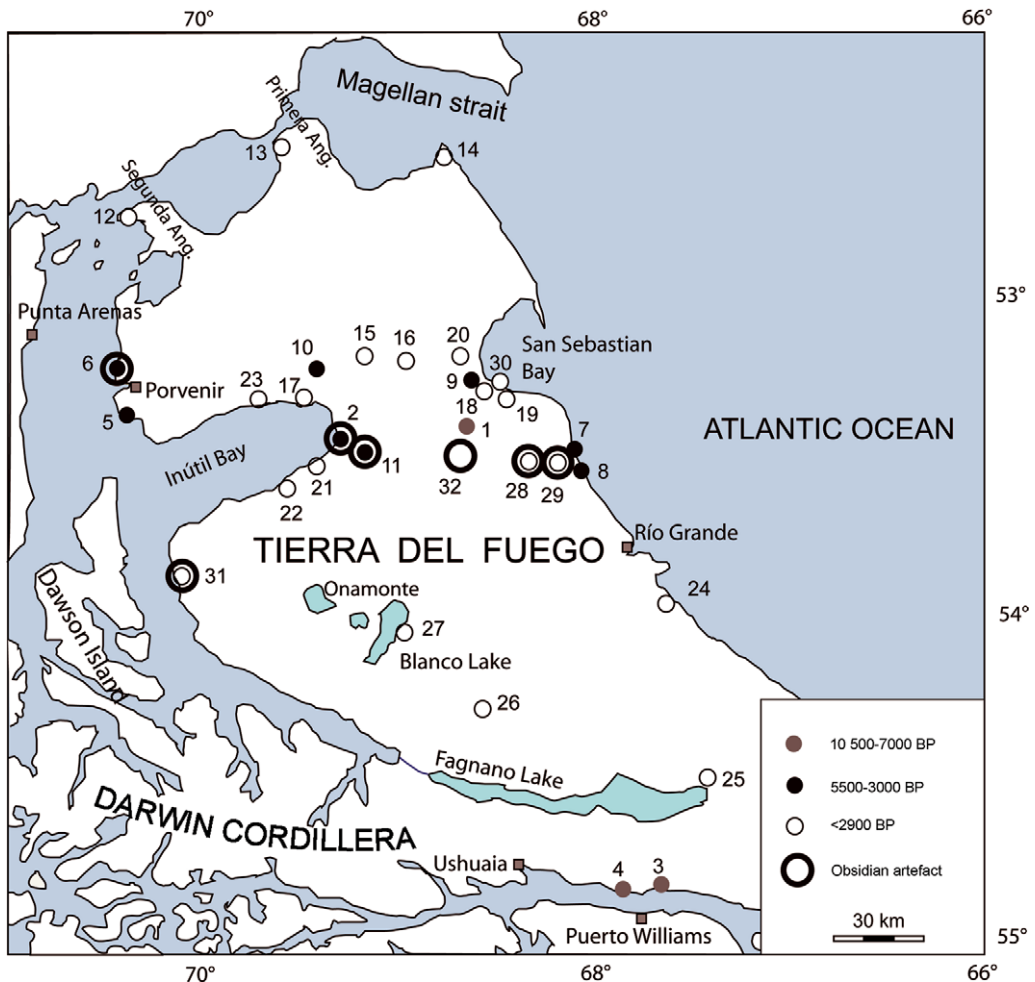 70°
68°
66°
Magellan strait
Primera Ang.
13
14
Segunda Ang.
12
53°
Punta Arenas
San Sebastian
Bay
15
16
20
10
30
6
9
Porvenir
23
17
18
19
5
2
1
7
ATLANTIC OCEAN
Inútil Bay
11
32
28
29
8
21
22
Río Grande
TIERRA DEL FUEGO
31
Onamonte
24
54°
Dawson Island
27
Blanco Lake
26
Fagnano Lake
25
10 500-7000 BP
5500-3000 BP
<2900 BP
Obsidian artefact
30 km
DARWIN CORDILLERA
Ushuaia
4
3
Puerto Williams
55°
70°
68°
66°